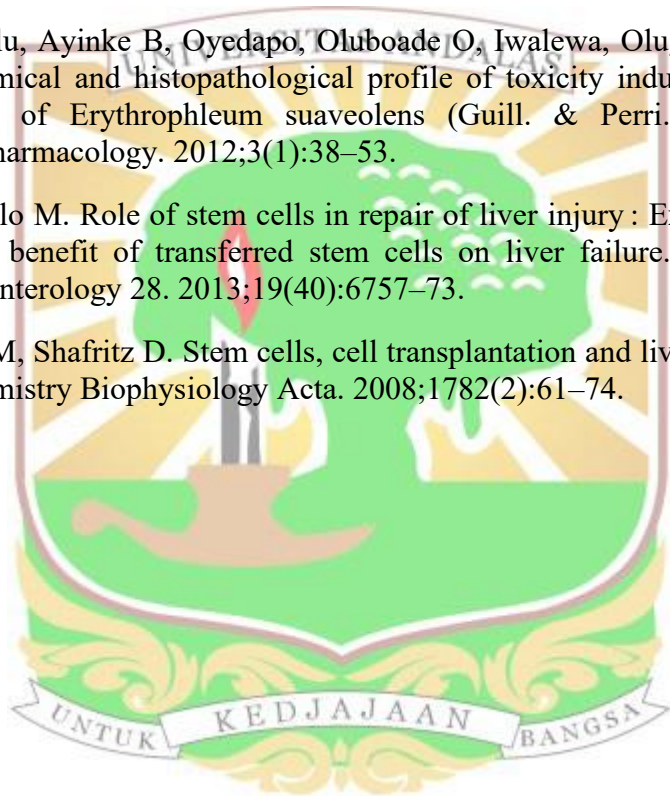 lu, Ayinke B, Oyedapo, Oluboade O, Iwalewa, Olu
UNIVERSITAS ANDALAS
mical and histopathological profile of toxicity indu
of Erythrophleum suaveolens (Guill. & Perri.
harmacology. 2012;3(1):38–53.
lo M. Role of stem cells in repair of liver injury : Ex
benefit of transferred stem cells on liver failure.
nterology 28. 2013;19(40):6757–73.
M, Shafritz D. Stem cells, cell transplantation and liv
mistry Biophysiology Acta. 2008;1782(2):61–74.
UNTUK KEDJAJAAN BANGSA